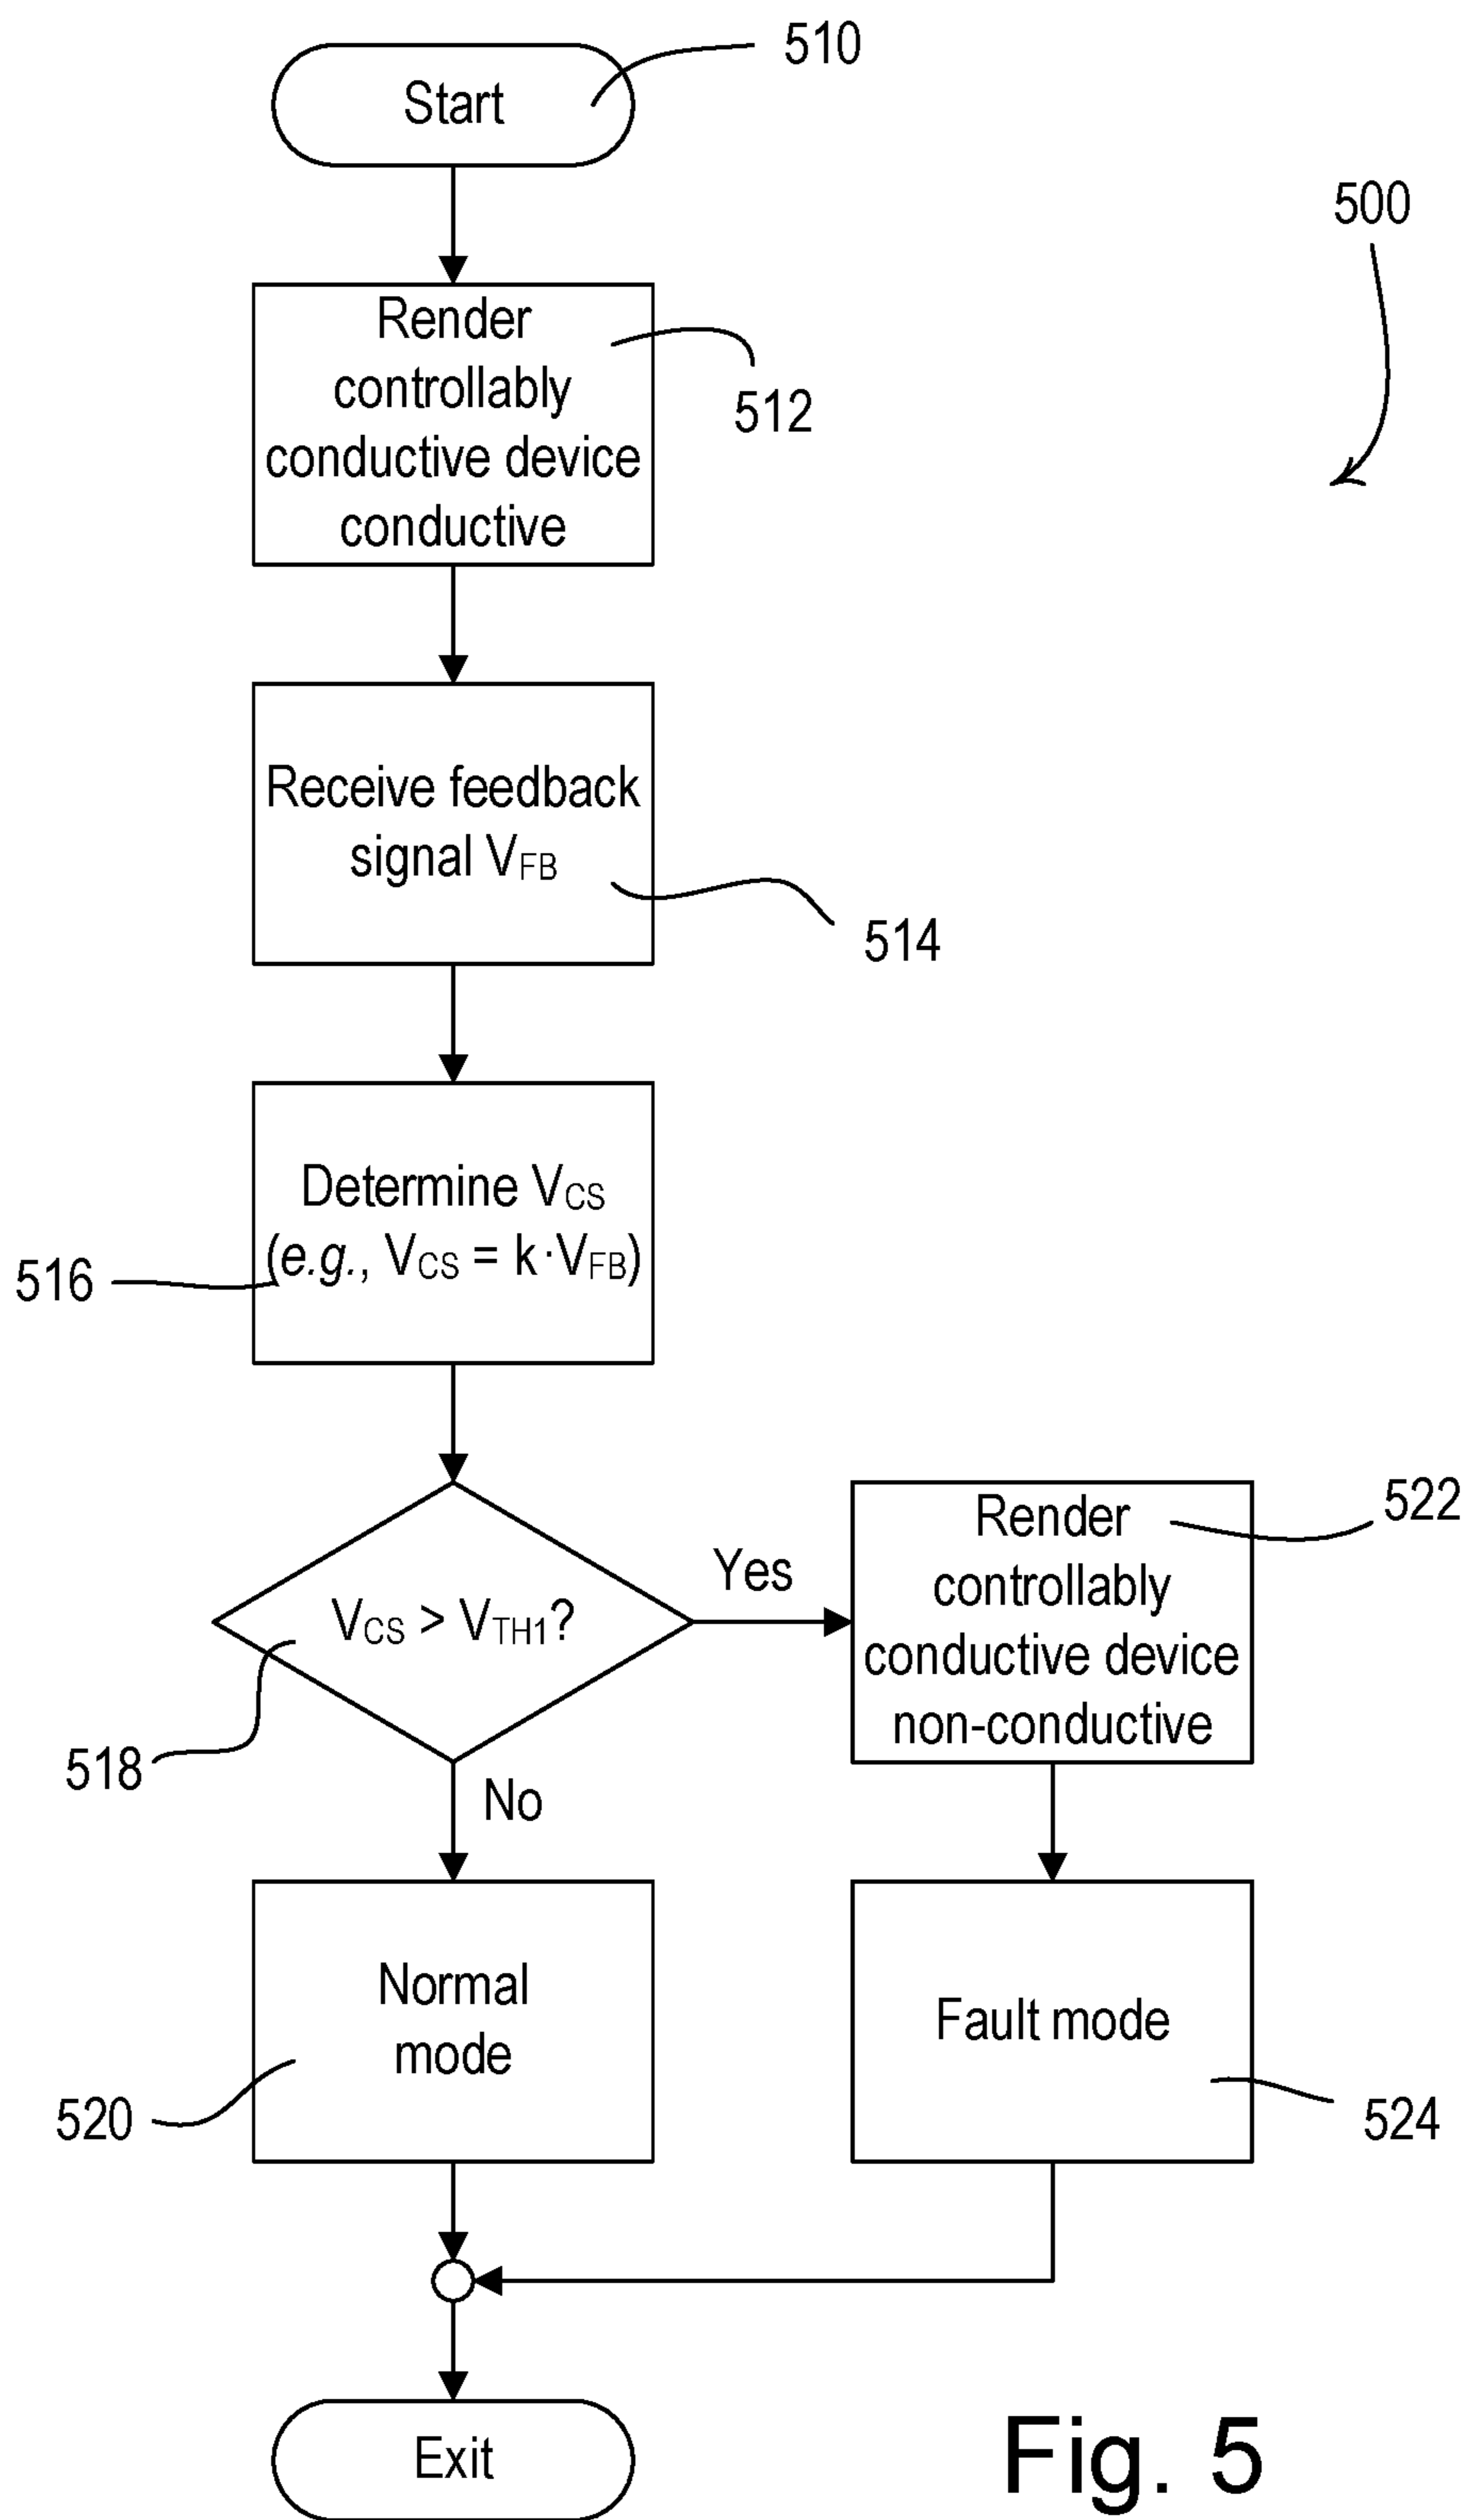 Start
510
500
Render
controllably
conductive device
conductive
512
Receive feedback
signal VFB
514
Determine VCS
(e.g., VCS = k·VFB)
516
VCS > VTH1?
518
Yes
No
Render
controllably
conductive device
non-conductive
522
Normal
mode
520
Fault mode
524
Exit
Fig. 5